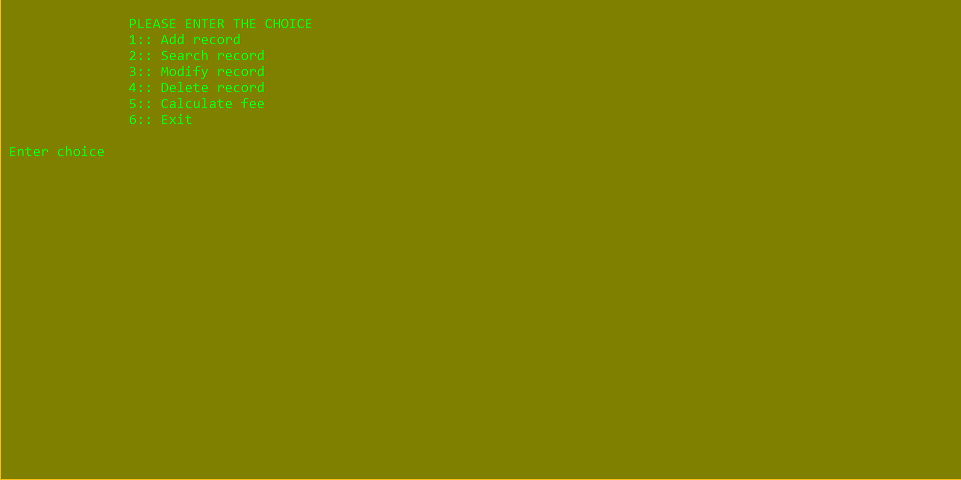 PLEASE ENTER THE CHOICE
1:: Add record
2:: Search record
3:: Modify record
4:: Delete record
5:: Calculate fee
6:: Exit
Enter choice